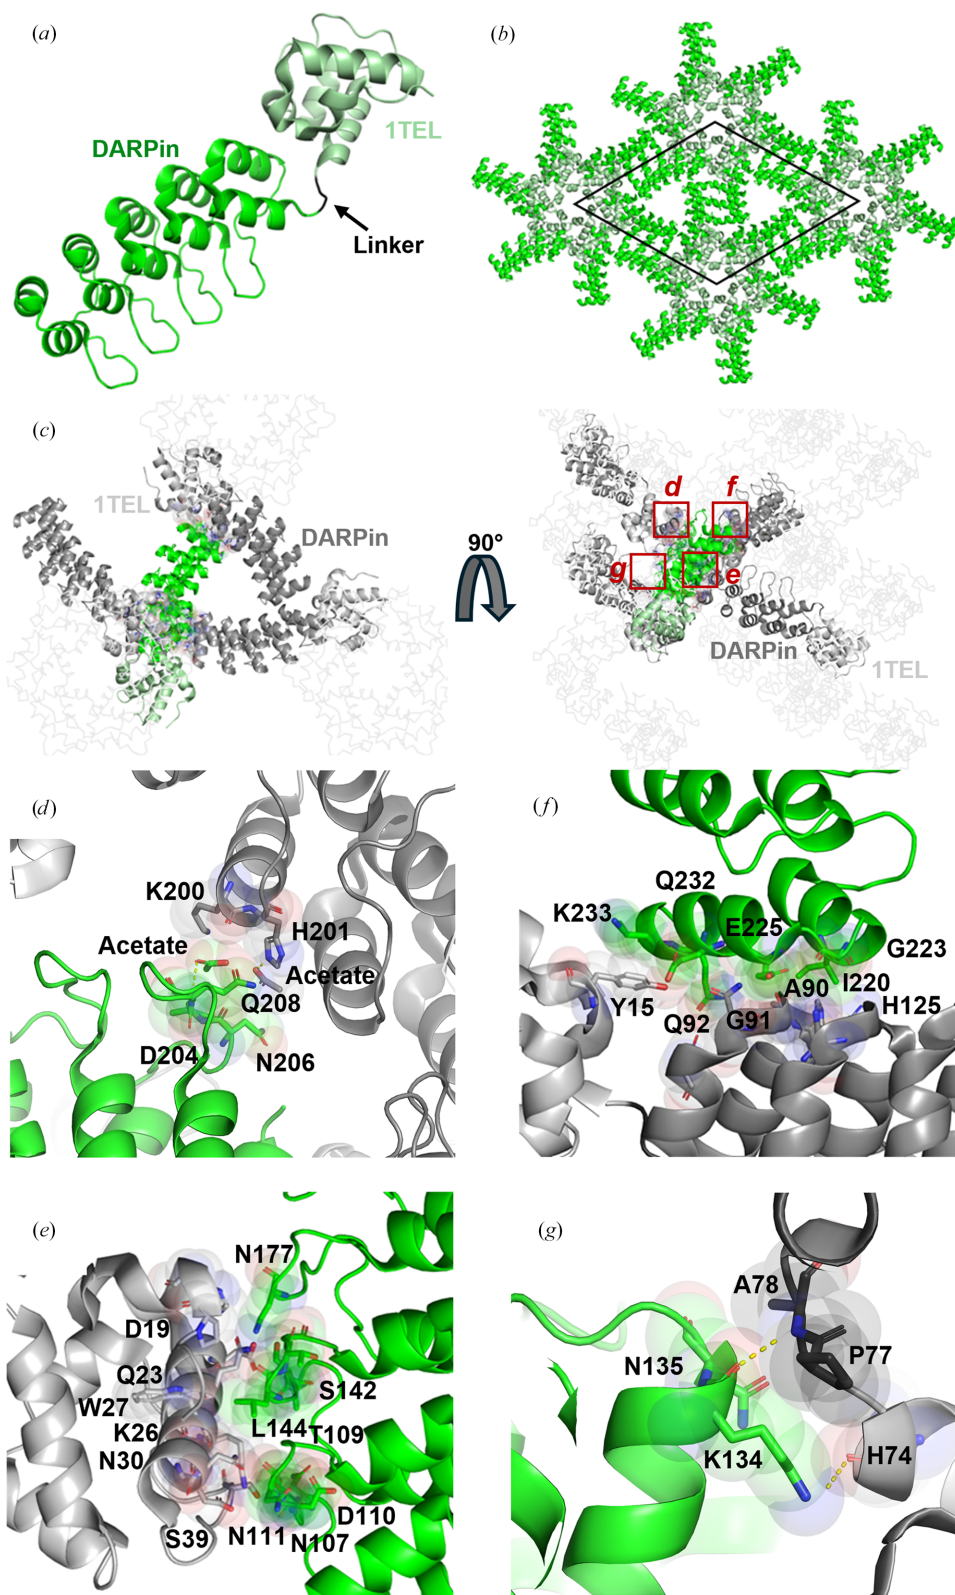 (a)
1TEL
DARPin
Linker
(b)
(c)
1TEL
DARPin
90°
d
f
g
e
DARPin
1TEL
(d)
K200
H201
Acetate
Acetate
Q208
D204
N206
(f)
Q232
K233
E225
G223
A90
I220
Y15
H125
Q92
G91
(e)
N177
D19
Q23
S142
W27
L144
T109
K26
N30
D110
S39
N111
N107
(g)
A78
N135
P77
K134
H74